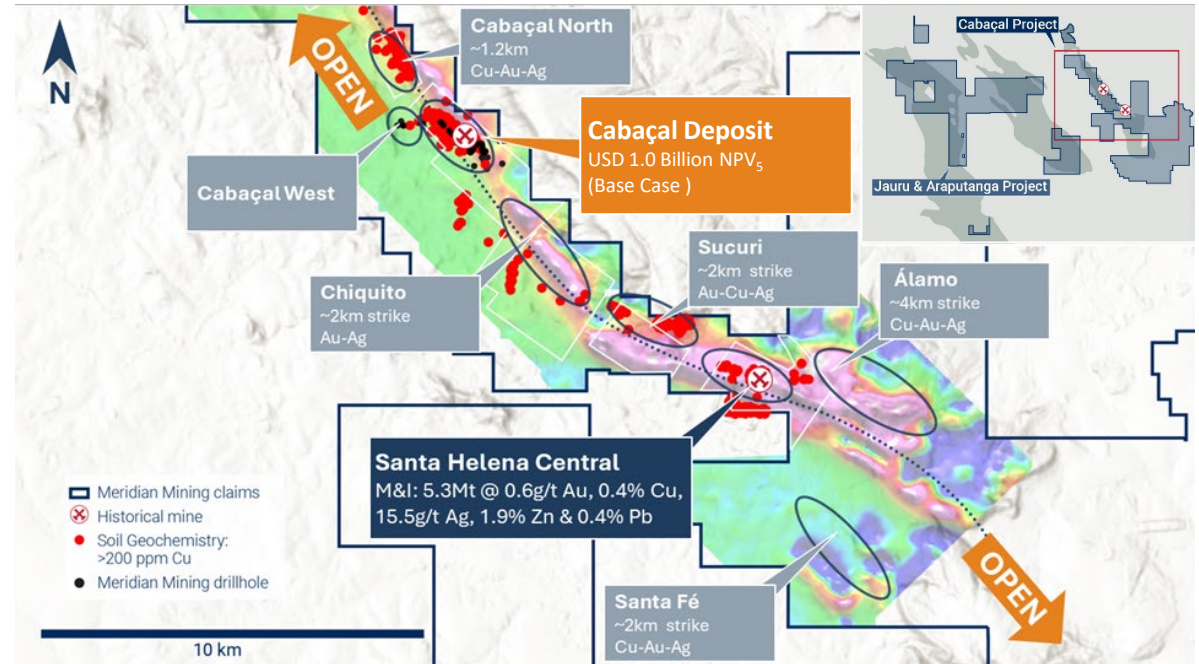 N
OPEN
Cabaçal North
~1.2km
Cu-Au-Ag
Cabaçal Project
Jauru & Araputanga Project
Cabaçal Deposit
USD 1.0 Billion NPV₅
(Base Case )
Cabaçal West
Chiquito
~2km strike
Au-Ag
Sucuri
~2km strike
Au-Cu-Ag
Álamo
~4km strike
Cu-Au-Ag
Santa Helena Central
M&I: 5.3Mt @ 0.6g/t Au, 0.4% Cu,
15.5g/t Ag, 1.9% Zn & 0.4% Pb
Meridian Mining claims
Historical mine
Soil Geochemistry:
>200 ppm Cu
Meridian Mining drillhole
10 km
Santa Fé
~2km strike
Cu-Au-Ag
OPEN